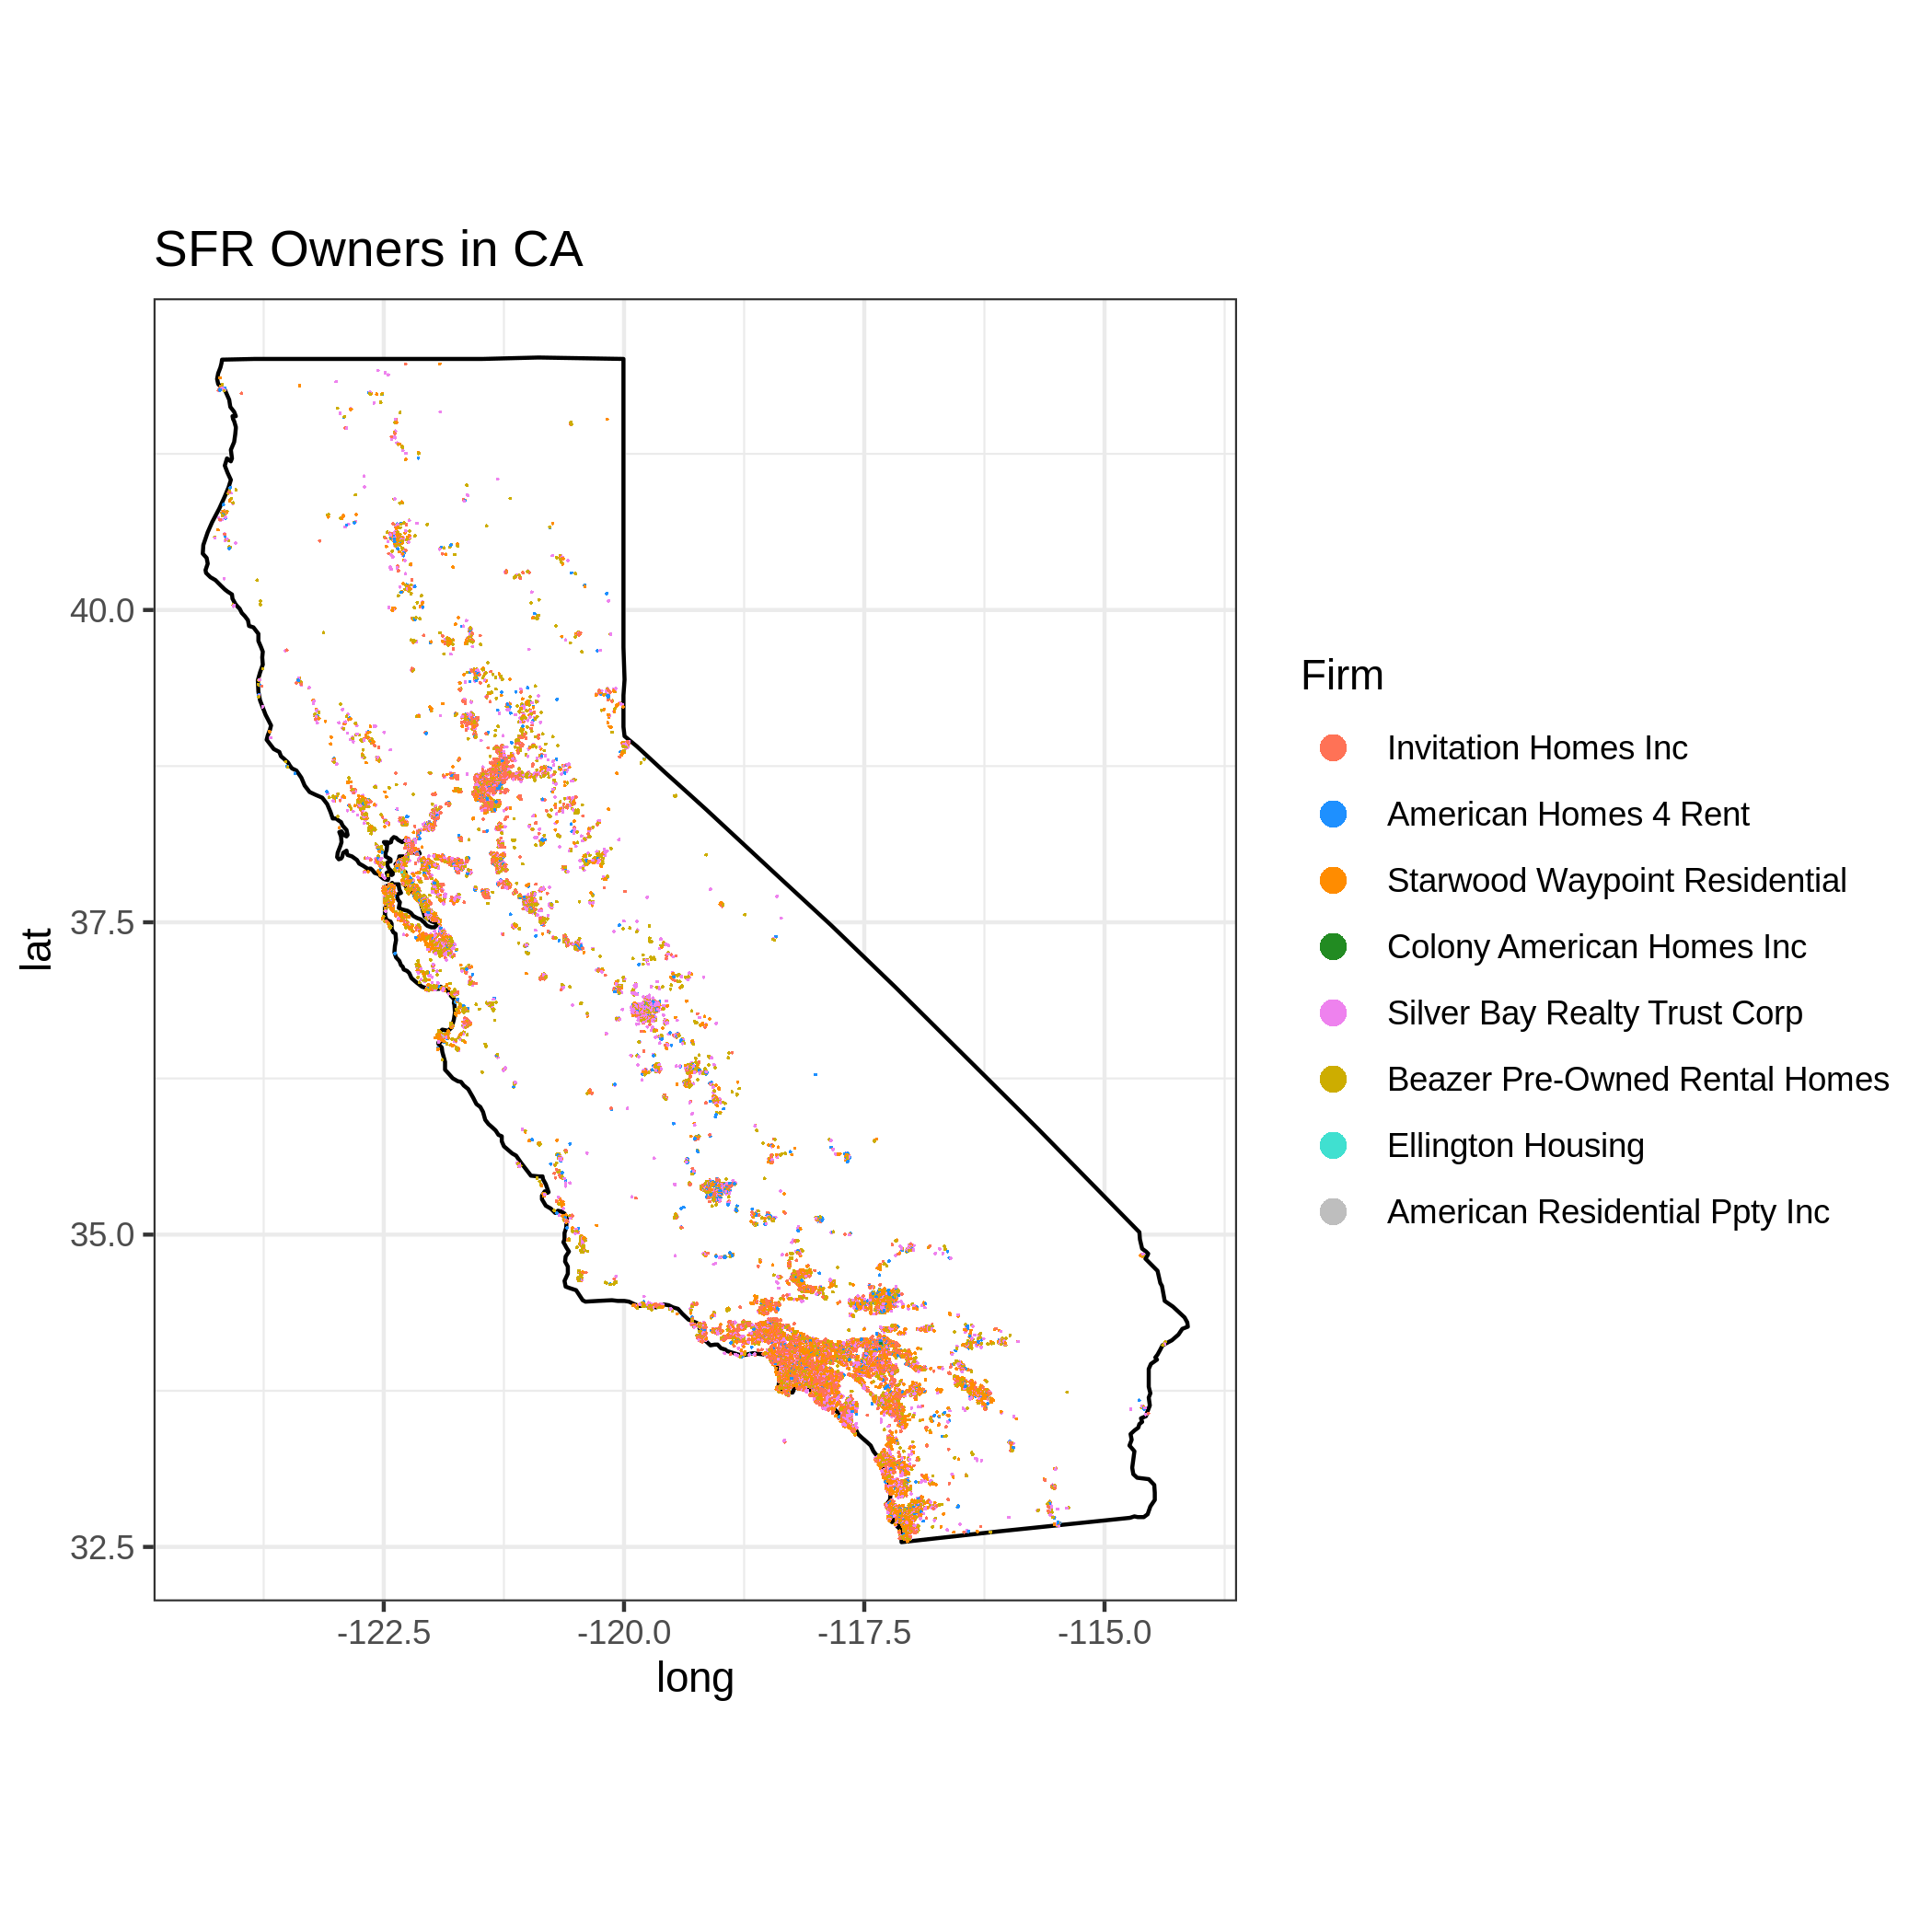 SFR Owners in CA
40.0
37.5
35.0
32.5
lat
-122.5
-120.0
-117.5
-115.0
long
Firm
Invitation Homes Inc
American Homes 4 Rent
Starwood Waypoint Residential
Colony American Homes Inc
Silver Bay Realty Trust Corp
Beazer Pre-Owned Rental Homes
Ellington Housing
American Residential Ppty Inc